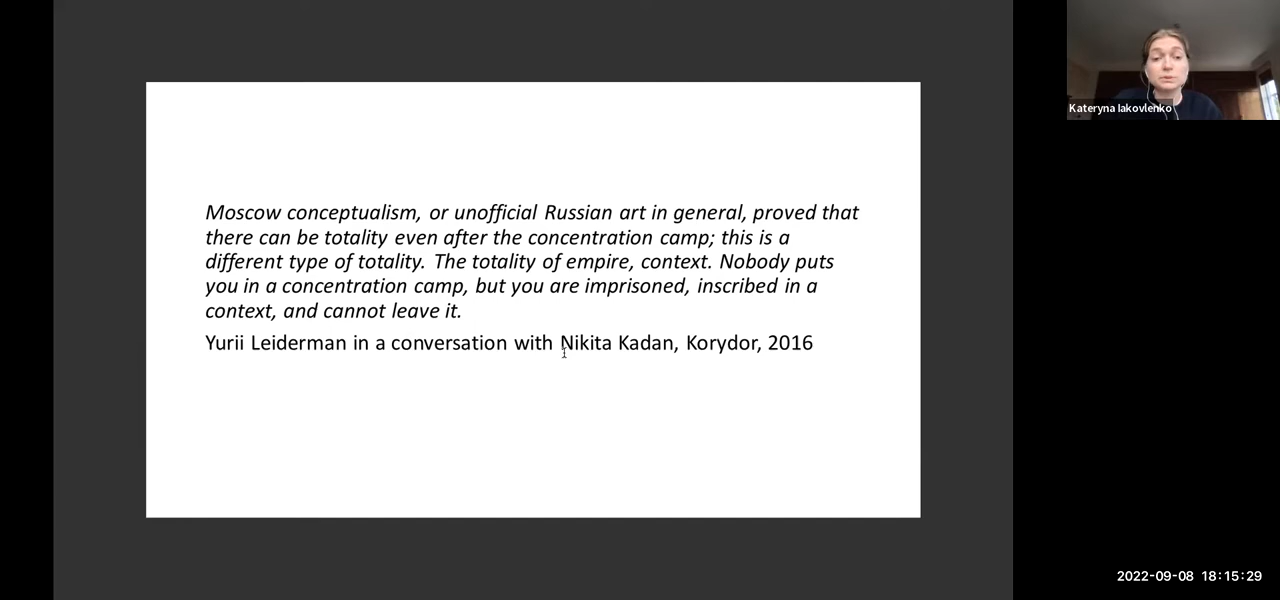 Kateryna Iakovlenko
Moscow conceptualism, or unofficial Russian art in general, proved that
there can be totality even after the concentration camp; this is a
different type of totality. The totality of empire, context. Nobody puts
you in a concentration camp, but you are imprisoned, inscribed in a
context, and cannot leave it.
Yurii Leiderman in a conversation with Nikita Kadan, Korydor, 2016
2022-09-08 18:15:29